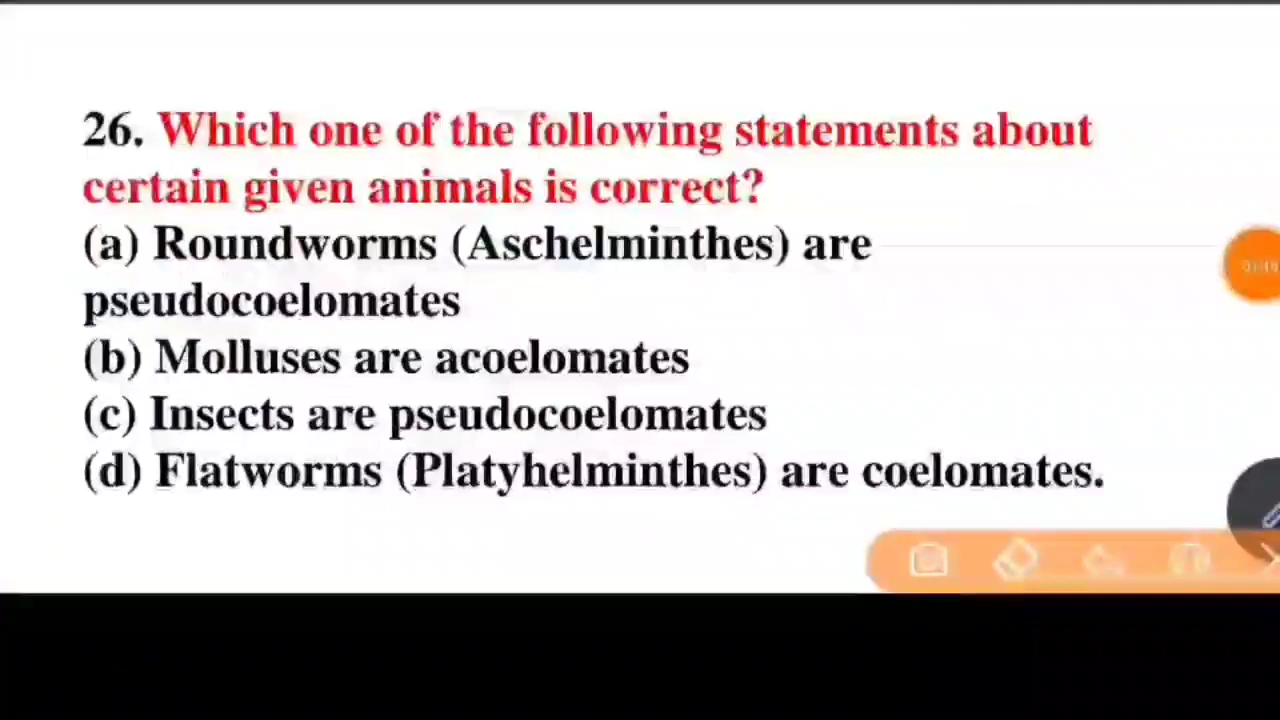 26. Which one of the following statements about
certain given animals is correct?
(a) Roundworms (Aschelminthes) are
pseudocoelomates
(b) Molluses are acoelomates
(c) Insects are pseudocoelomates
(d) Flatworms (Platyhelminthes) are coelomates.